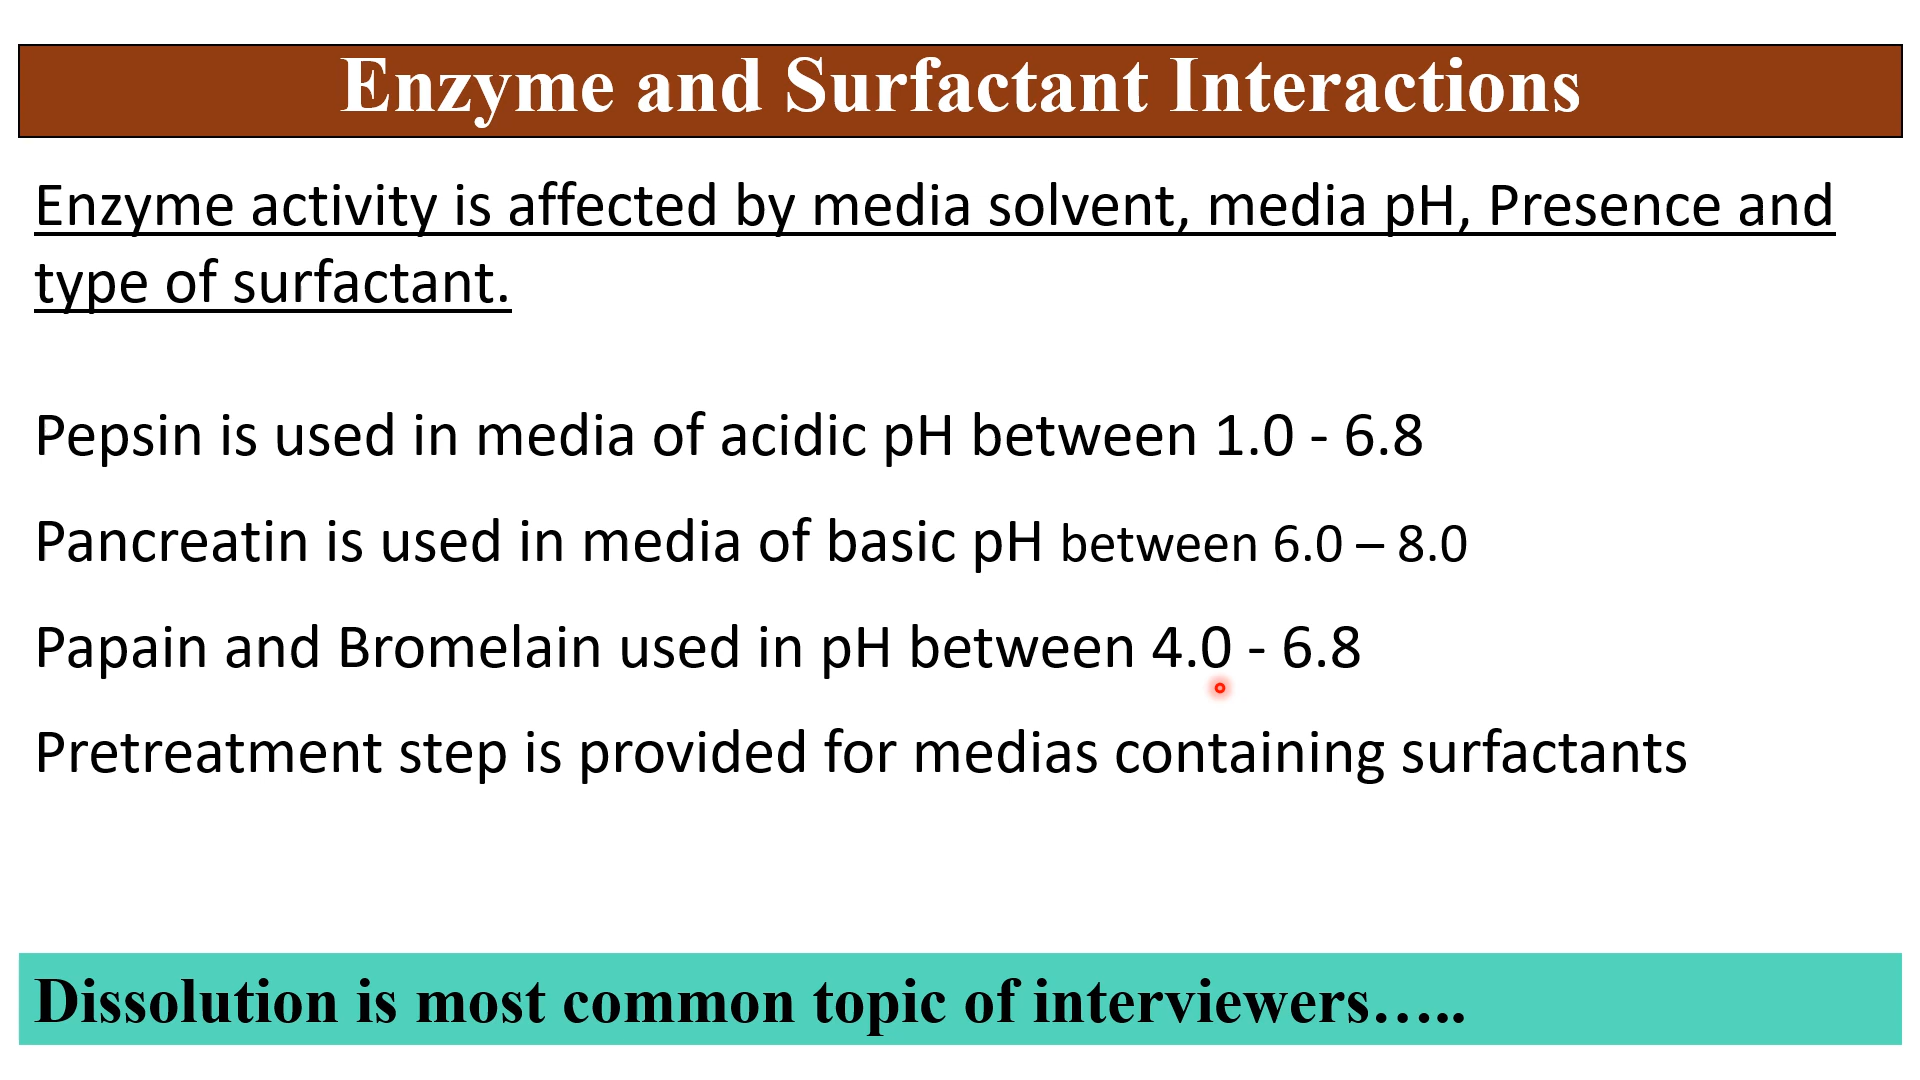 Enzyme and Surfactant Interactions
Enzyme activity is affected by media solvent, media pH, Presence and
type of surfactant.
Pepsin is used in media of acidic pH between 1.0 - 6.8
Pancreatin is used in media of basic pH between 6.0 – 8.0
Papain and Bromelain used in pH between 4.0 - 6.8
Pretreatment step is provided for medias containing surfactants
Dissolution is most common topic of interviewers…..